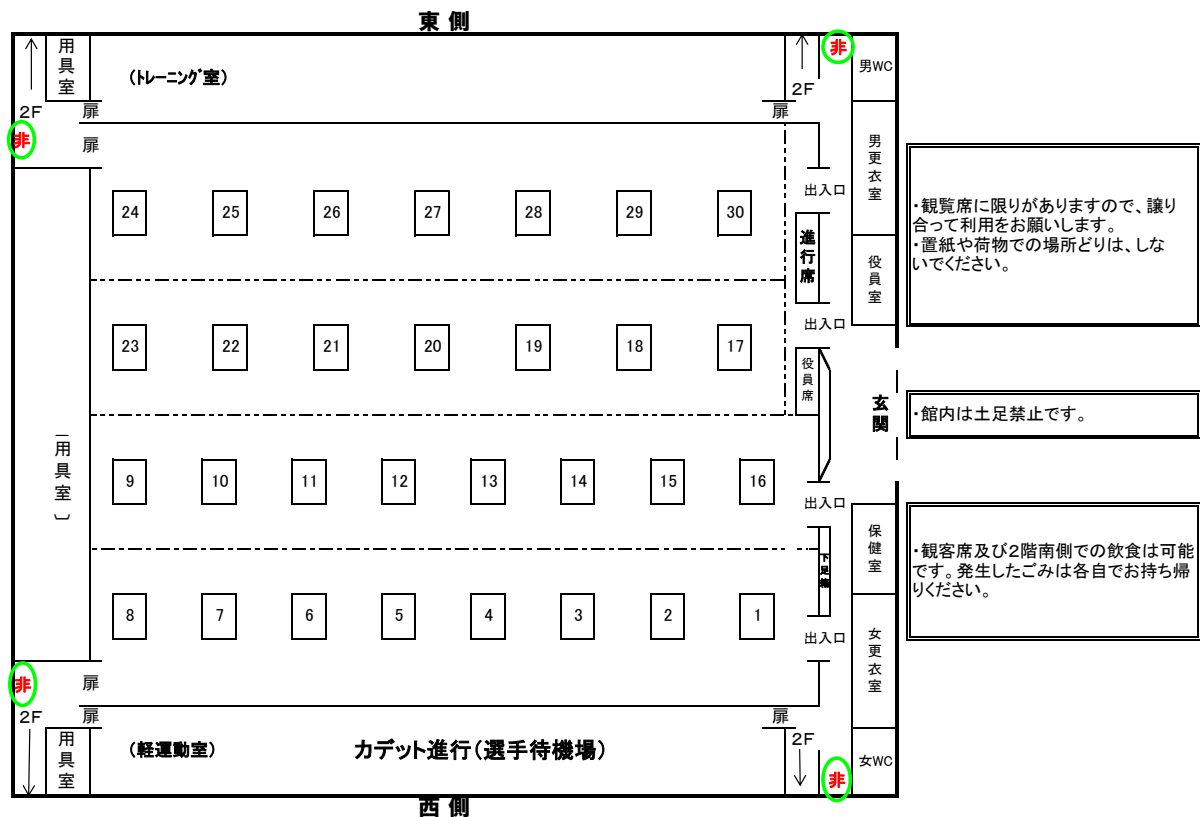 東 側
用具室
(トレーニング室)
2F
非
男WC
2F
扉
扉
非
扉
男更衣室
出入口
24
25
26
27
28
29
30
進行席
役員室
・観覧席に限りがありますので、譲り
合って利用をお願いします。
・置紙や荷物での場所どりは、しな
いでください。
出入口
23
22
21
20
19
18
17
役員席
玄関
・館内は土足禁止です。
用具室
9
10
11
12
13
14
15
16
出入口
保健室
下足箱
・観客席及び2階南側での飲食は可能
です。発生したごみは各自でお持ち帰
りください。
8
7
6
5
4
3
2
1
出入口
女更衣室
非
扉
2F
扉
扉
用具室
(軽運動室)
カデット進行(選手待機場)
2F
非
女WC
西 側